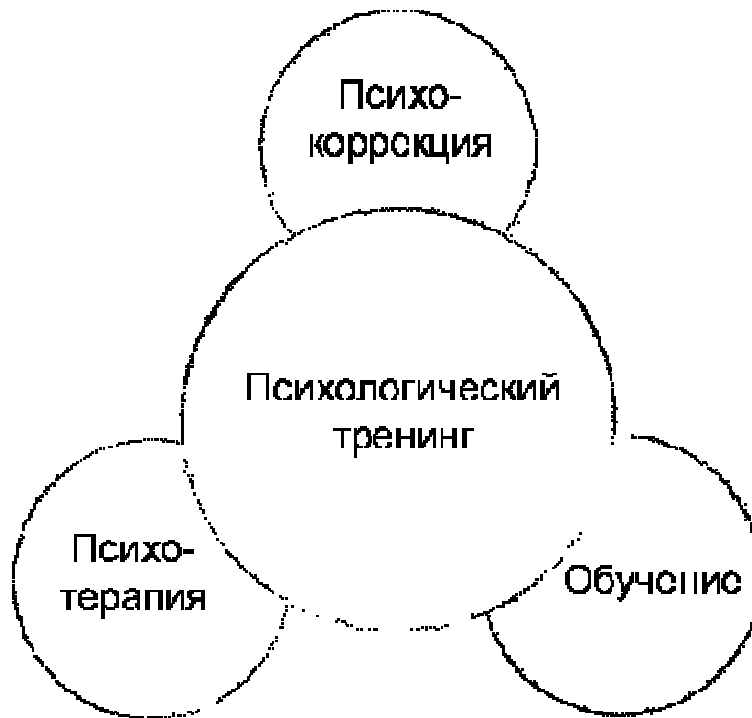 Психо-
коррекция
Психологический
тренинг
Психо-
терапия
Обучение